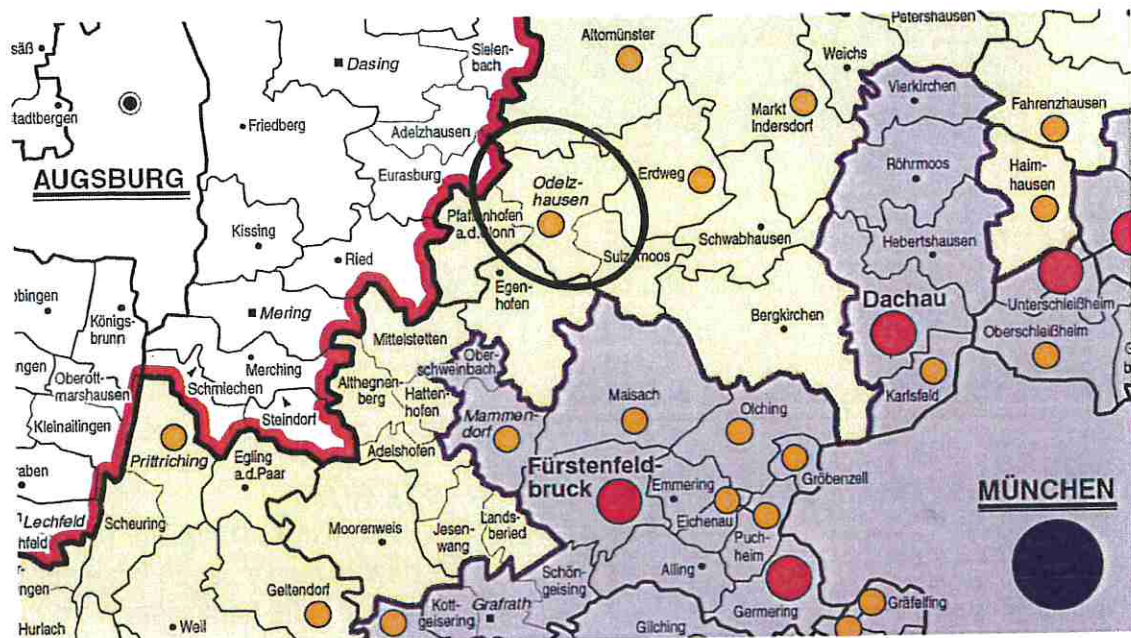 Altomünster
Petershausen
Weichs
säß
Dasing
Sielen-
bach
Vierkirchen
Fahrenzhausen
stadtbergen
Friedberg
Adelzhausen
Markt
Indersdorf
AUGSBURG
Eurasburg
Odelz-
hausen
Erdweg
Röhrmoos
Haim-
hausen
Pfaffenhofen
a.d.Glonn
Kissing
Schwabhausen
Hebertshausen
Ried
Sulzemoos
Egen-
hofen
Dachau
Unterschleißheim
Königs-
brunn
Mering
Bergkirchen
Oberschleißheim
Mittelstetten
Ober-
schweinbach
Merching
Schmiechen
Oberott-
marshausen
Althegnen-
berg
Hatten-
hofen
Maisach
Karlsfeld
Steindorf
Mammen-
dorf
Olching
Kleinaitingen
Prittriching
Egling
a.d.Paar
Adelshofen
Gröbenzell
Fürstenfeld-
bruck
Emmering
MÜNCHEN
Eichenau
Lechfeld
Scheuring
Moorenweis
Jesen-
wang
Lands-
beried
Puch-
heim
Schön-
geising
Alling
Geltendorf
Kott-
geisering
Grafrath
Germering
Gräfelfing
Hurlach
Weil
Gilching